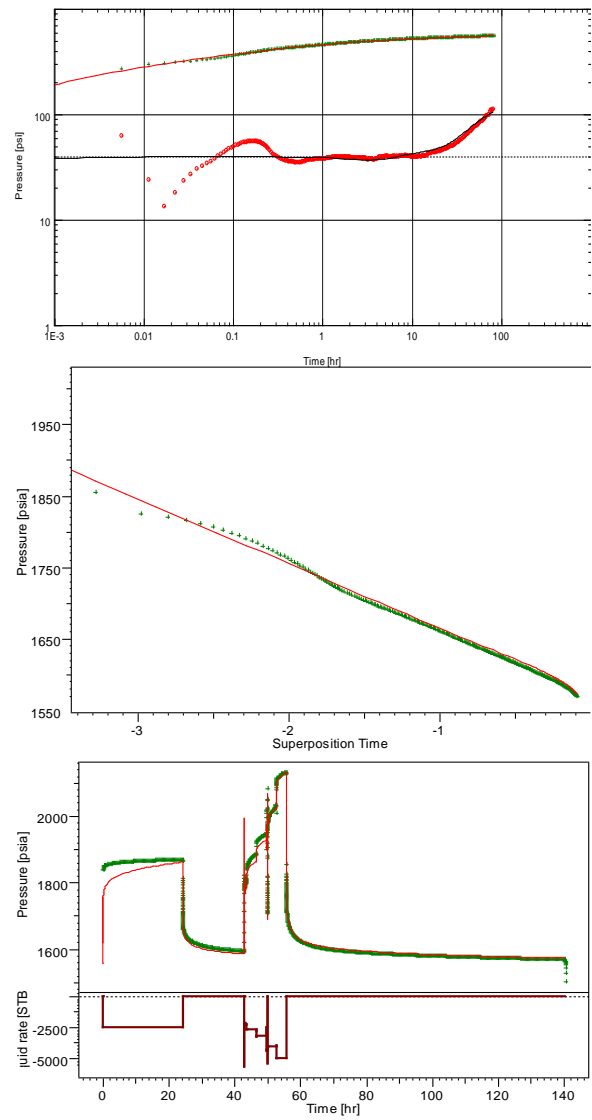 100
10
1
1E-3 0.01 0.1 1 10 100
Time [hr]
Pressure [psi]
1950
1850
1750
1650
1550
-3 -2 -1
Superposition Time
Pressure [psia]
2000
1800
1600
Pressure [psia]
-2500
-5000
uid rate [STB
0 20 40 60 80 100 120 140
Time [hr]